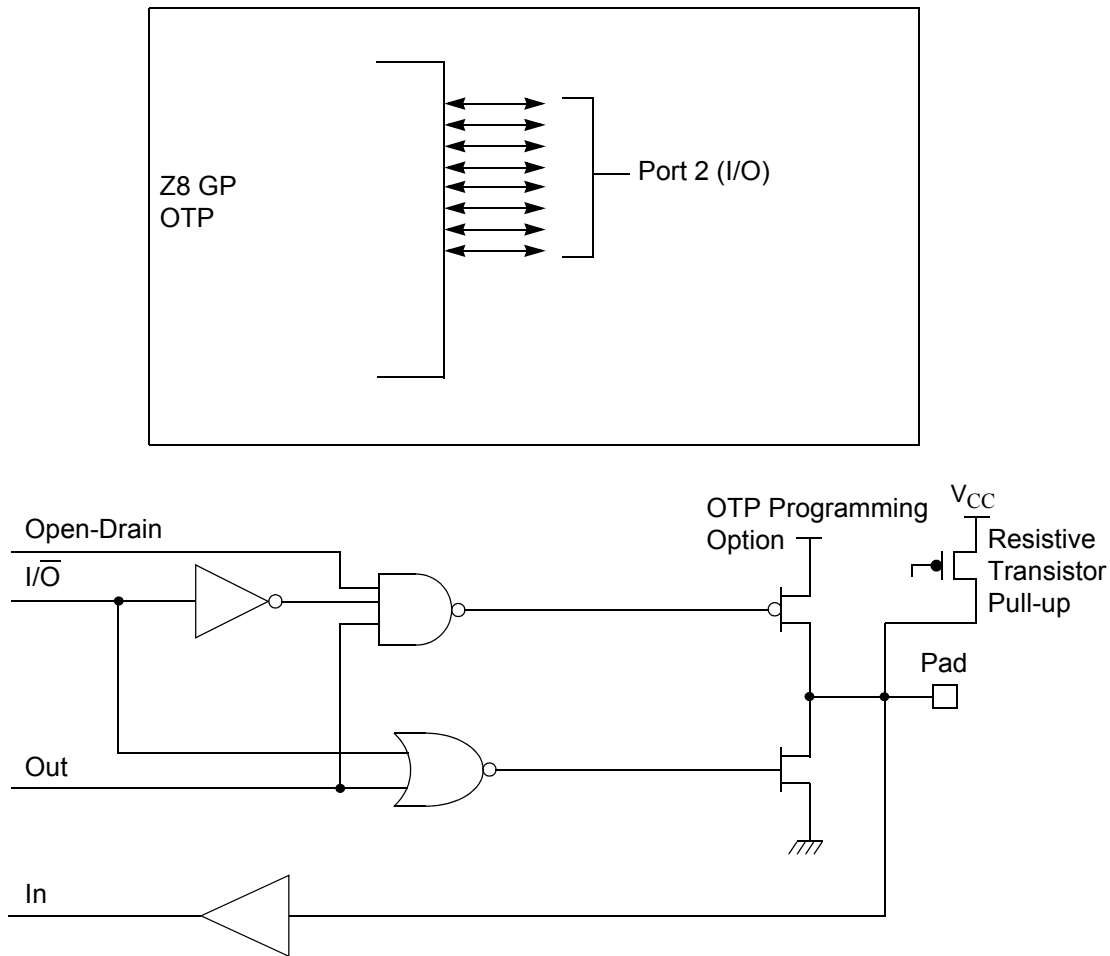 Z8 GP
OTP
Port 2 (I/O)
Open-Drain
I/O̅
OTP Programming
Option
VCC
Resistive
Transistor
Pull-up
Pad
Out
In